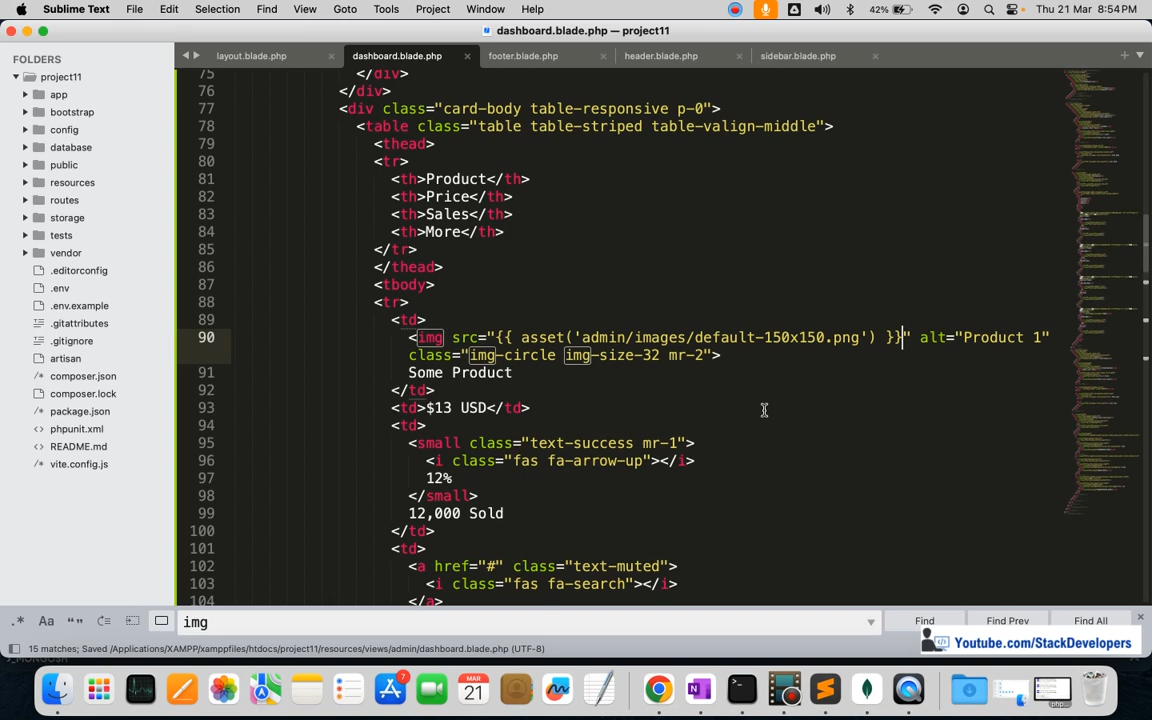 Sublime Text File Edit Selection Find View Goto Tools Project Window Help 42% Thu 21 Mar 8:54PM
dashboard.blade.php — project11
layout.blade.php dashboard.blade.php footer.blade.php header.blade.php sidebar.blade.php
FOLDERS
project11
app
bootstrap
config
database
public
resources
routes
storage
tests
vendor
.editorconfig
.env
.env.example
.gitattributes
.gitignore
artisan
composer.json
composer.lock
package.json
phpunit.xml
README.md
vite.config.js
75 </div>
76 </div>
77 <div class="card-body table-responsive p-0">
78 <table class="table table-striped table-valign-middle">
79 <thead>
80 <tr>
81 <th>Product</th>
82 <th>Price</th>
83 <th>Sales</th>
84 <th>More</th>
85 </tr>
86 </thead>
87 <tbody>
88 <tr>
89 <td>
90 <img src="{{ asset('admin/images/default-150x150.png') }}" alt="Product 1"
class="img-circle img-size-32 mr-2">
91 Some Product
92 </td>
93 <td>$13 USD</td>
94 <td>
95 <small class="text-success mr-1">
96 <i class="fas fa-arrow-up"></i>
97 12%
98 </small>
99 12,000 Sold
100 </td>
101 <td>
102 <a href="#" class="text-muted">
103 <i class="fas fa-search"></i>
104 </a>
.* Aa “” img Find Find Prev Find All
15 matches; Saved /Applications/XAMPP/xamppfiles/htdocs/project11/resources/views/admin/dashboard.blade.php (UTF-8)
Youtube.com/StackDevelopers
7
MAR
21
php